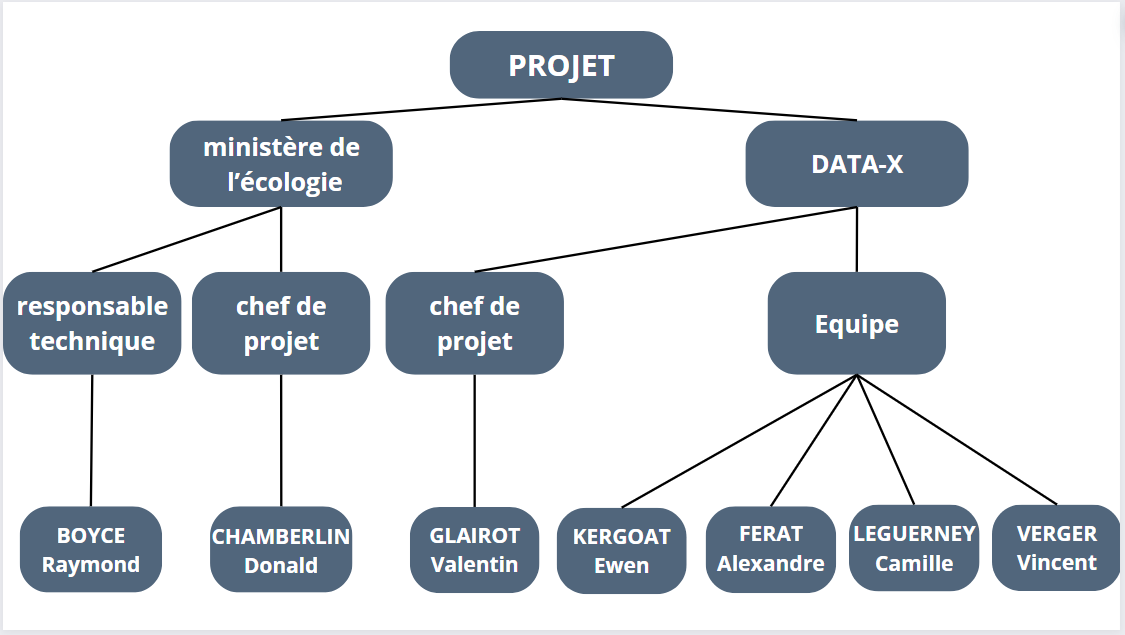 PROJET
ministère de
l’écologie
DATA-X
responsable
technique
chef de
projet
chef de
projet
Equipe
BOYCE
Raymond
CHAMBERLIN
Donald
GLAIROT
Valentin
KERGOAT
Ewen
FERAT
Alexandre
LEGUERNEY
Camille
VERGER
Vincent